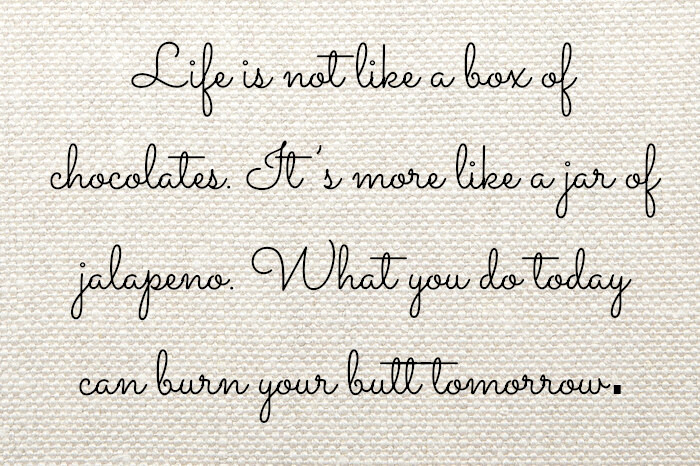 Life is not like a box of
chocolates. It's more like a jar of
jalapeno. What you do today
can burn your butt tomorrow.